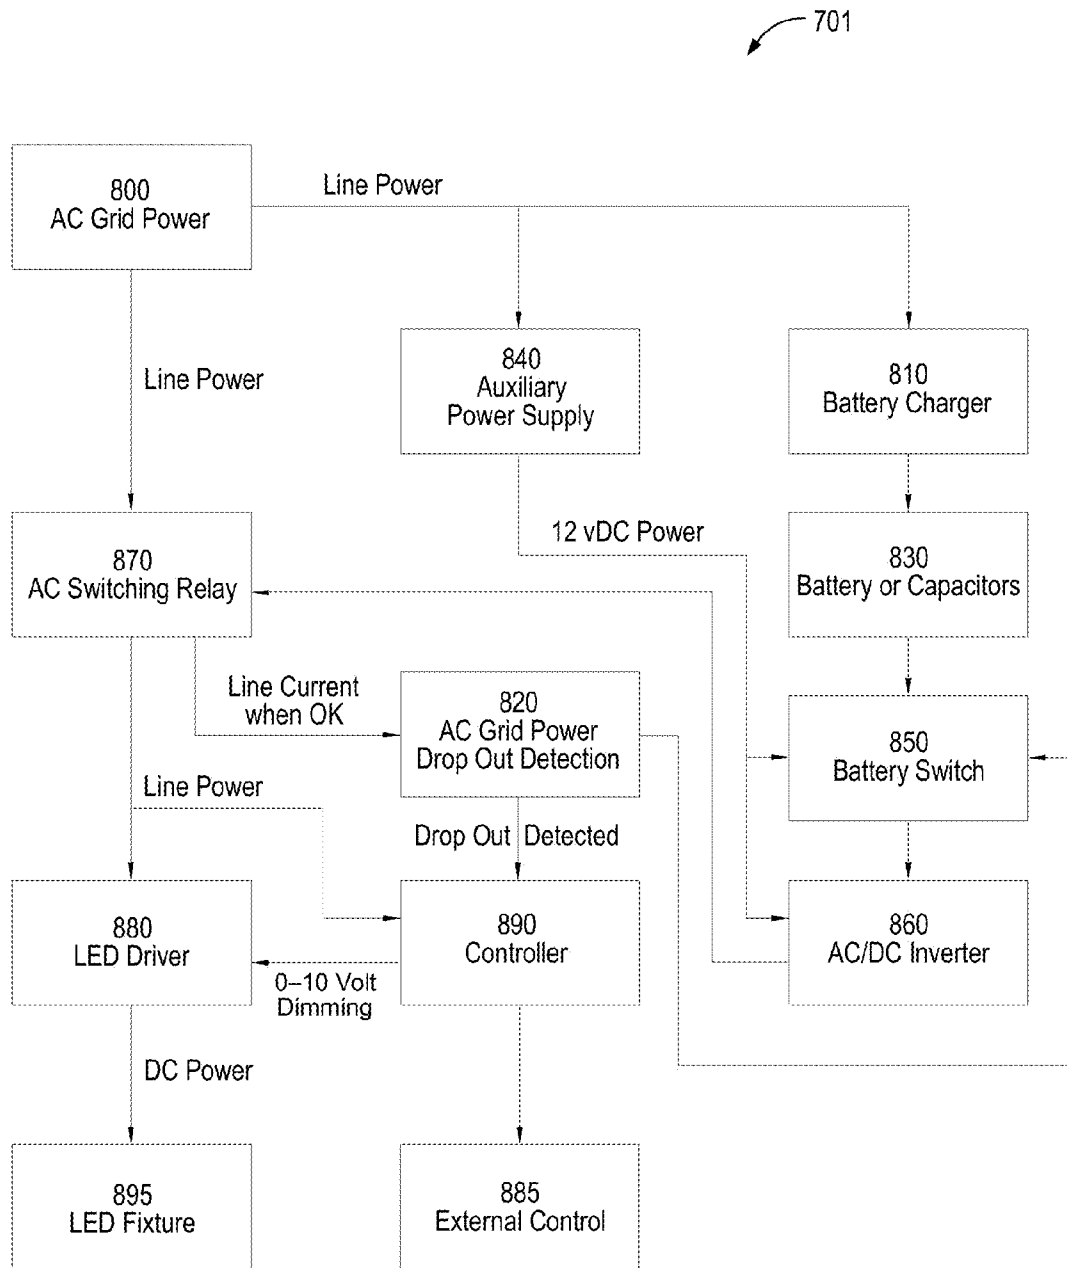 701
800
AC Grid Power
Line Power
Line Power
840
Auxiliary
Power Supply
810
Battery Charger
12 vDC Power
870
AC Switching Relay
830
Battery or Capacitors
Line Current
when OK
820
AC Grid Power
Drop Out Detection
850
Battery Switch
Line Power
Drop Out Detected
880
LED Driver
890
Controller
860
AC/DC Inverter
0–10 Volt
Dimming
DC Power
895
LED Fixture
885
External Control